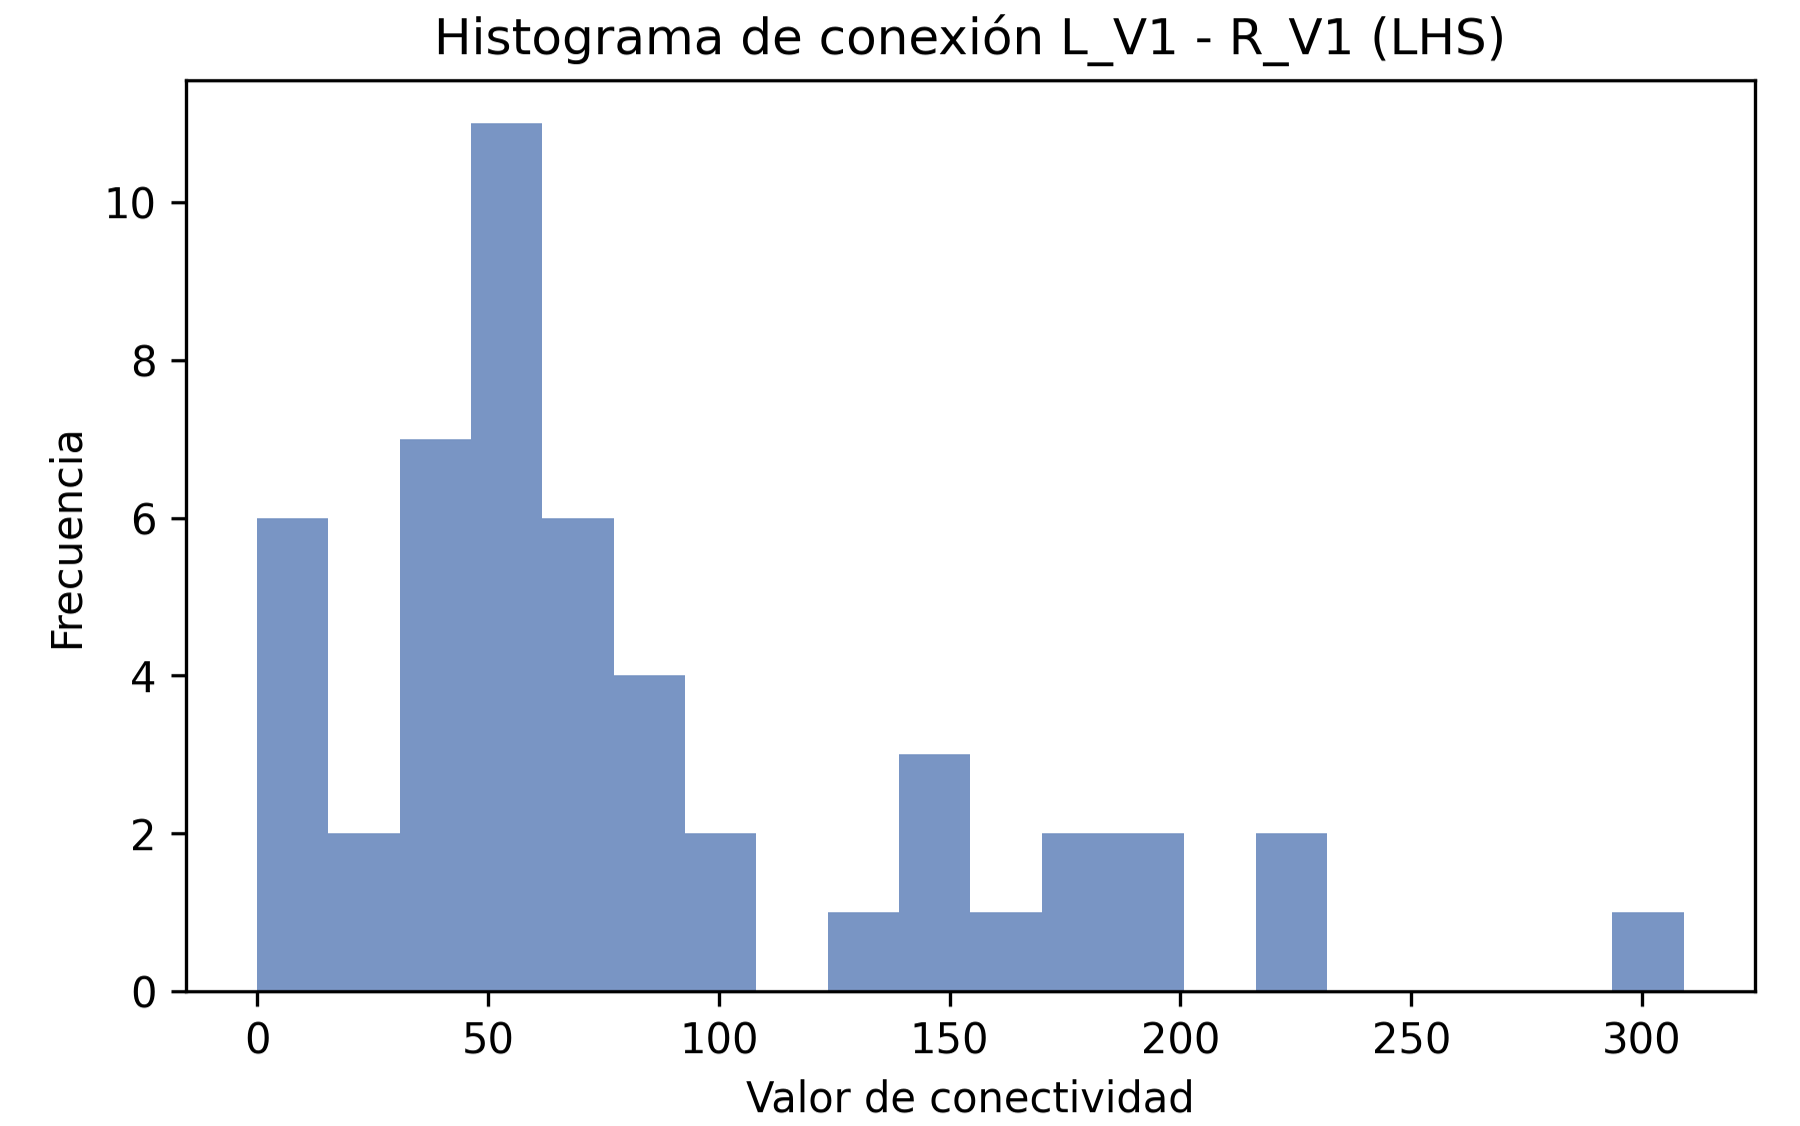 Histograma de conexión L_V1 - R_V1 (LHS)
10
8
6
4
2
0
Frecuencia
0 50 100 150 200 250 300
Valor de conectividad